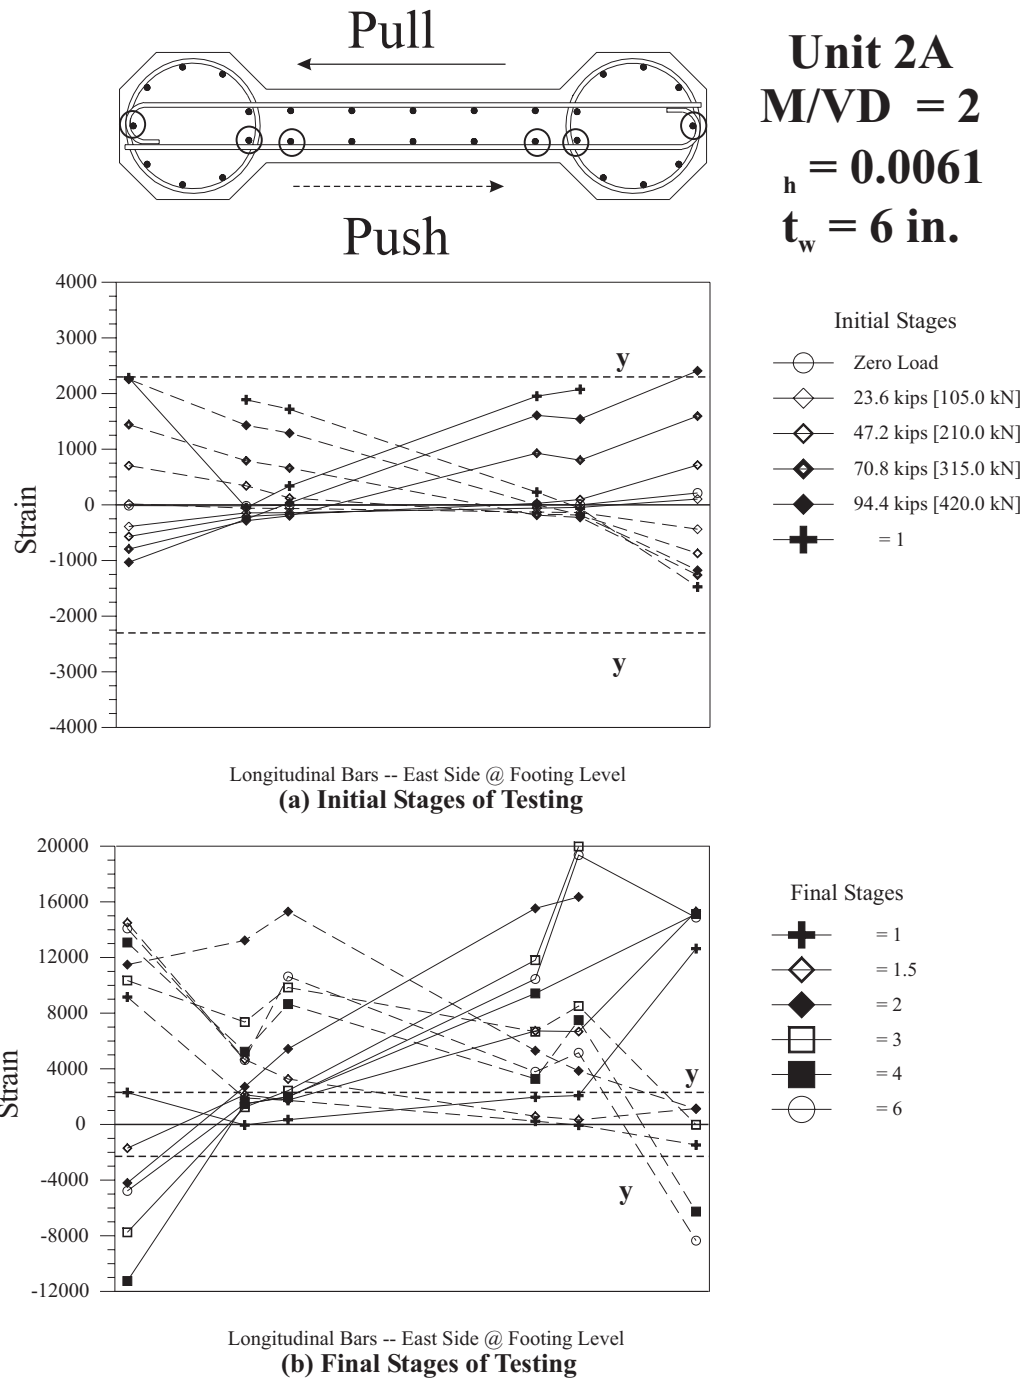 Pull
Push
Unit 2A
M/VD = 2
h = 0.0061
tw = 6 in.
4000
3000
2000
1000
0
-1000
-2000
-3000
-4000
Strain
y
y
Initial Stages
Zero Load
23.6 kips [105.0 kN]
47.2 kips [210.0 kN]
70.8 kips [315.0 kN]
94.4 kips [420.0 kN]
= 1
Longitudinal Bars -- East Side @ Footing Level
(a) Initial Stages of Testing
20000
16000
12000
8000
4000
0
-4000
-8000
-12000
Strain
y
y
Final Stages
= 1
= 1.5
= 2
= 3
= 4
= 6
Longitudinal Bars -- East Side @ Footing Level
(b) Final Stages of Testing